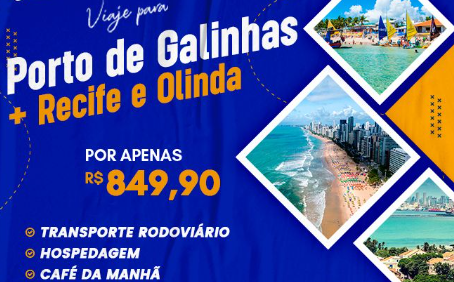 Viaje para
Porto de Galinhas
+ Recife e Olinda
POR APENAS
R$ 849,90
TRANSPORTE RODOVIÁRIO
HOSPEDAGEM
CAFÉ DA MANHÃ